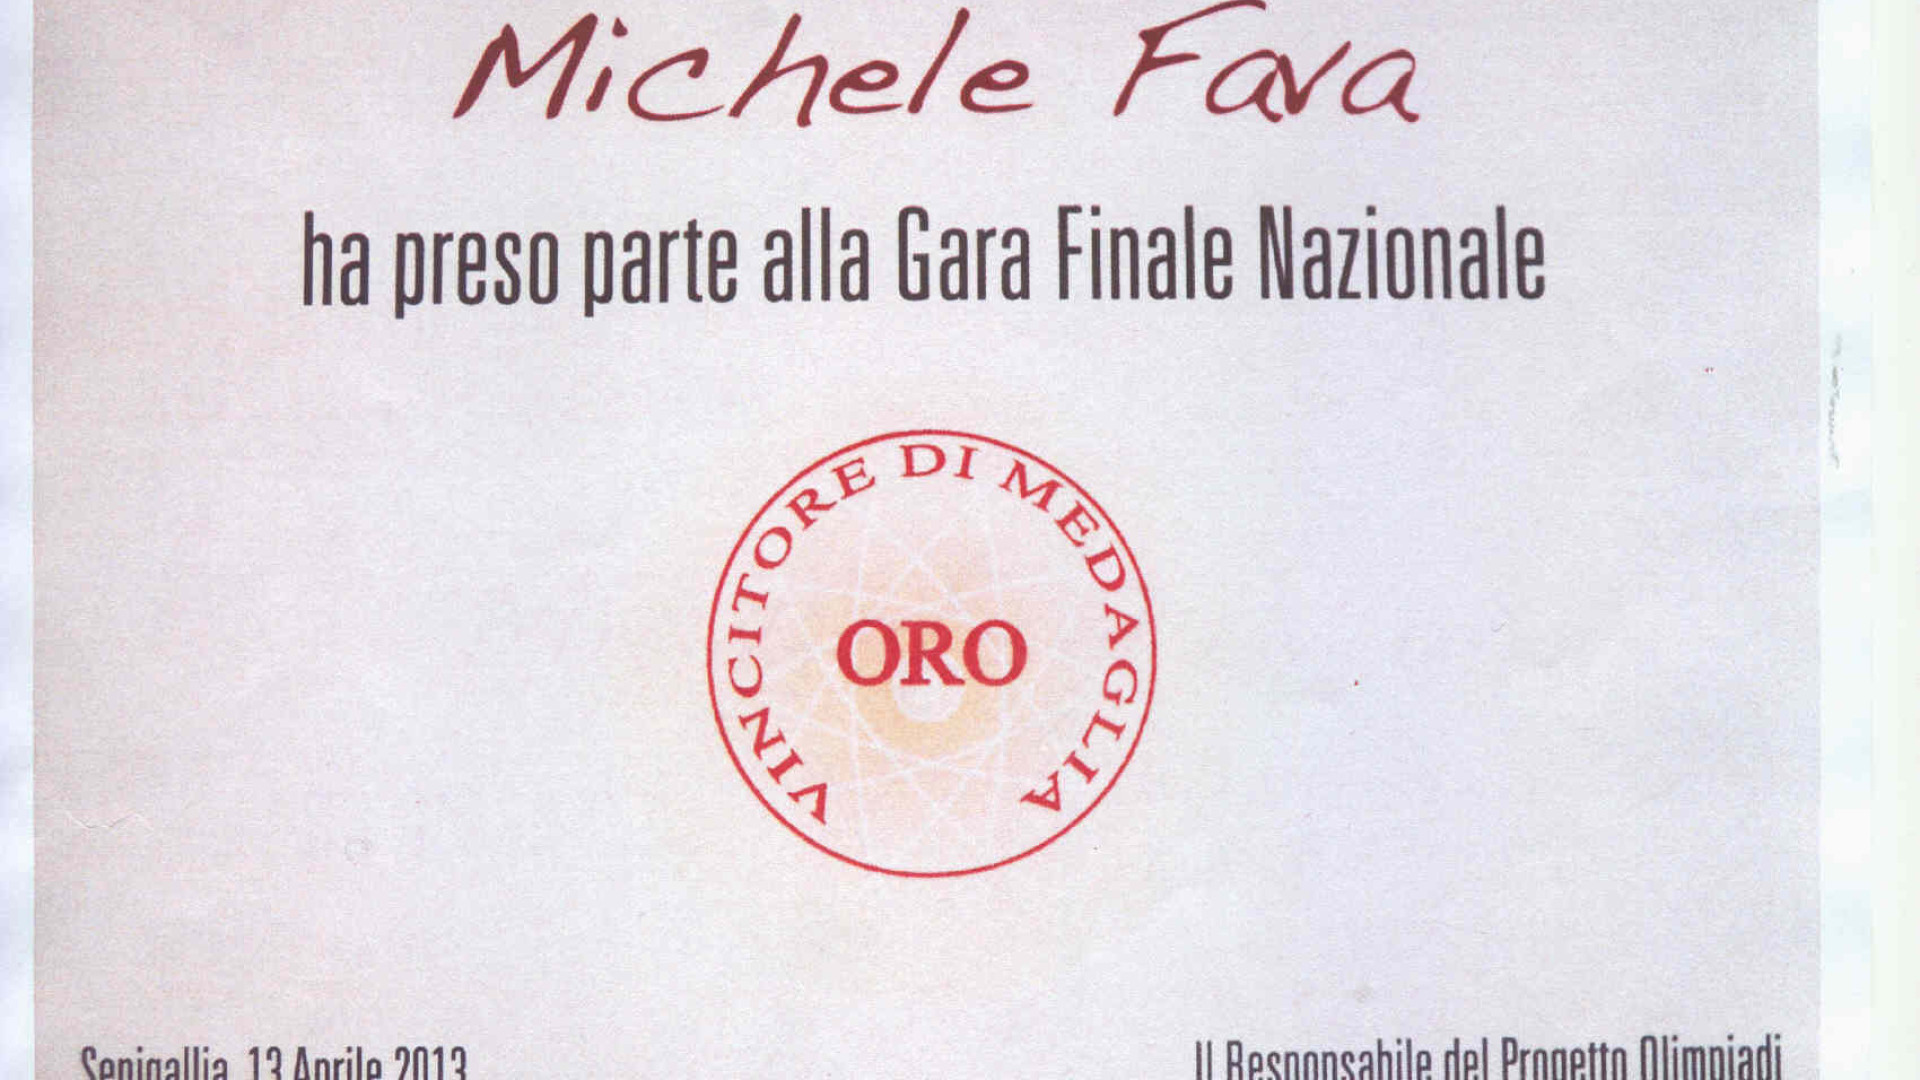 Michele Fava
ha preso parte alla Gara Finale Nazionale
VINCITORE DI MEDAGLIA
ORO
Senigallia, 13 Aprile 2013
Il Responsabile del Progetto Olimpiadi